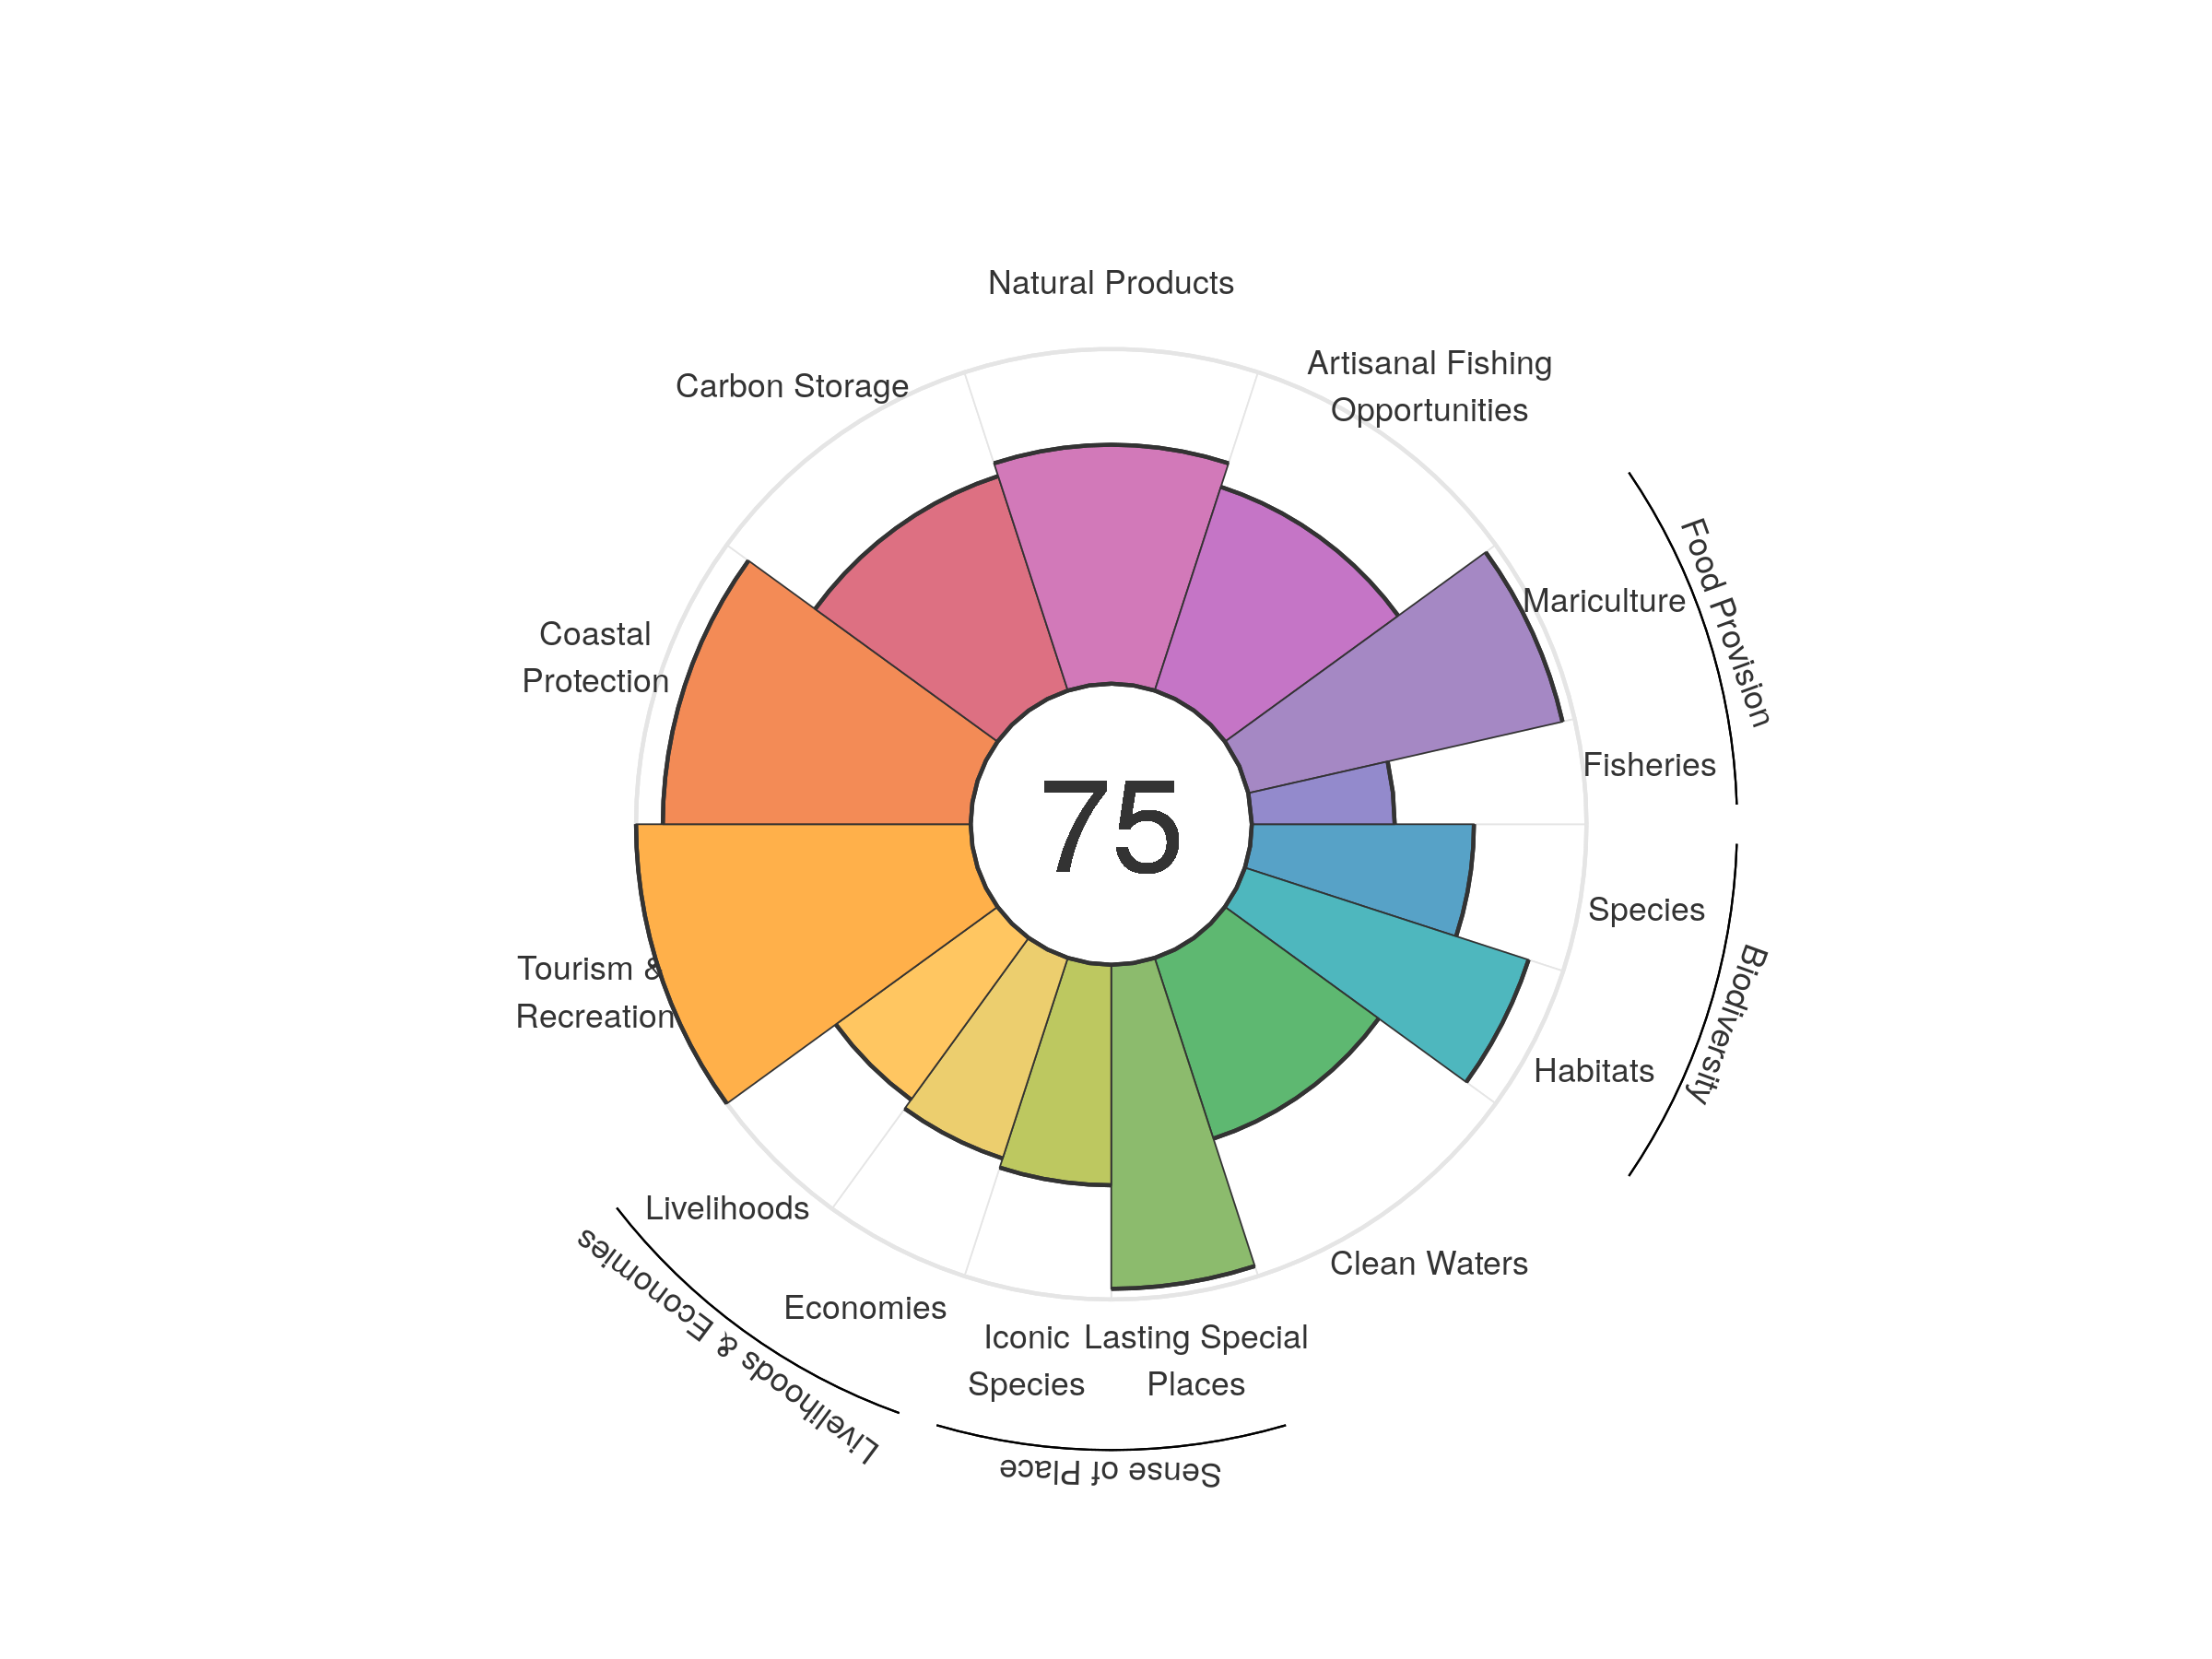 Natural Products
Artisanal Fishing
Opportunities
Carbon Storage
Food Provision
Mariculture
Coastal
Protection
Fisheries
75
Species
Biodiversity
Tourism &
Recreation
Habitats
Livelihoods
Clean Waters
Livelihoods & Economies
Economies
Iconic
Species
Lasting Special
Places
Sense of Place